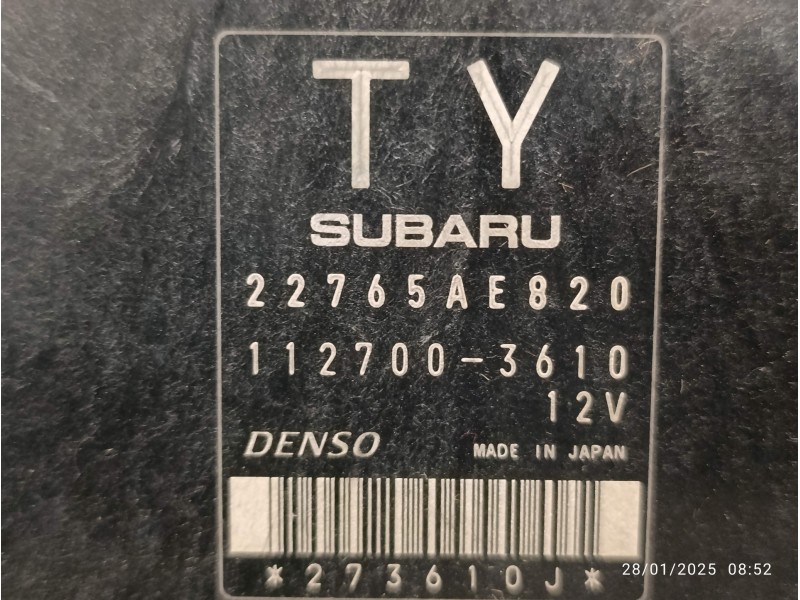 TY
SUBARU
22765AE820
112700-3610
12V
DENSO MADE IN JAPAN
*273610J*
28/01/2025 08:52